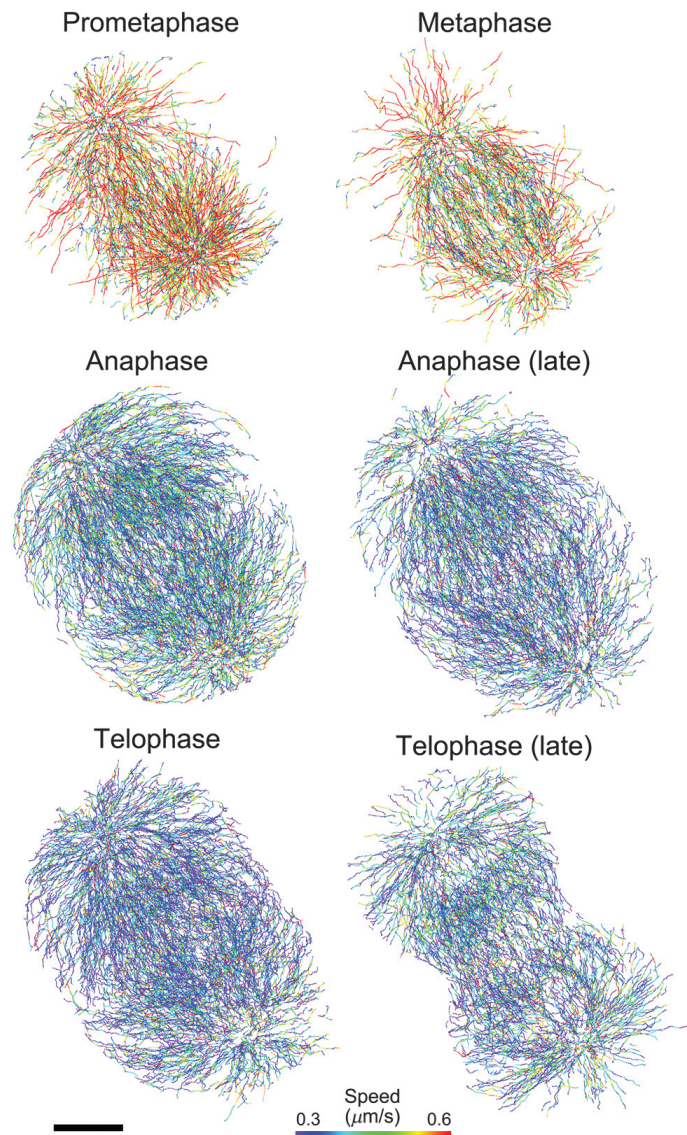 Prometaphase
Metaphase
Anaphase
Anaphase (late)
Telophase
Telophase (late)
Speed
(μm/s)
0.3
0.6